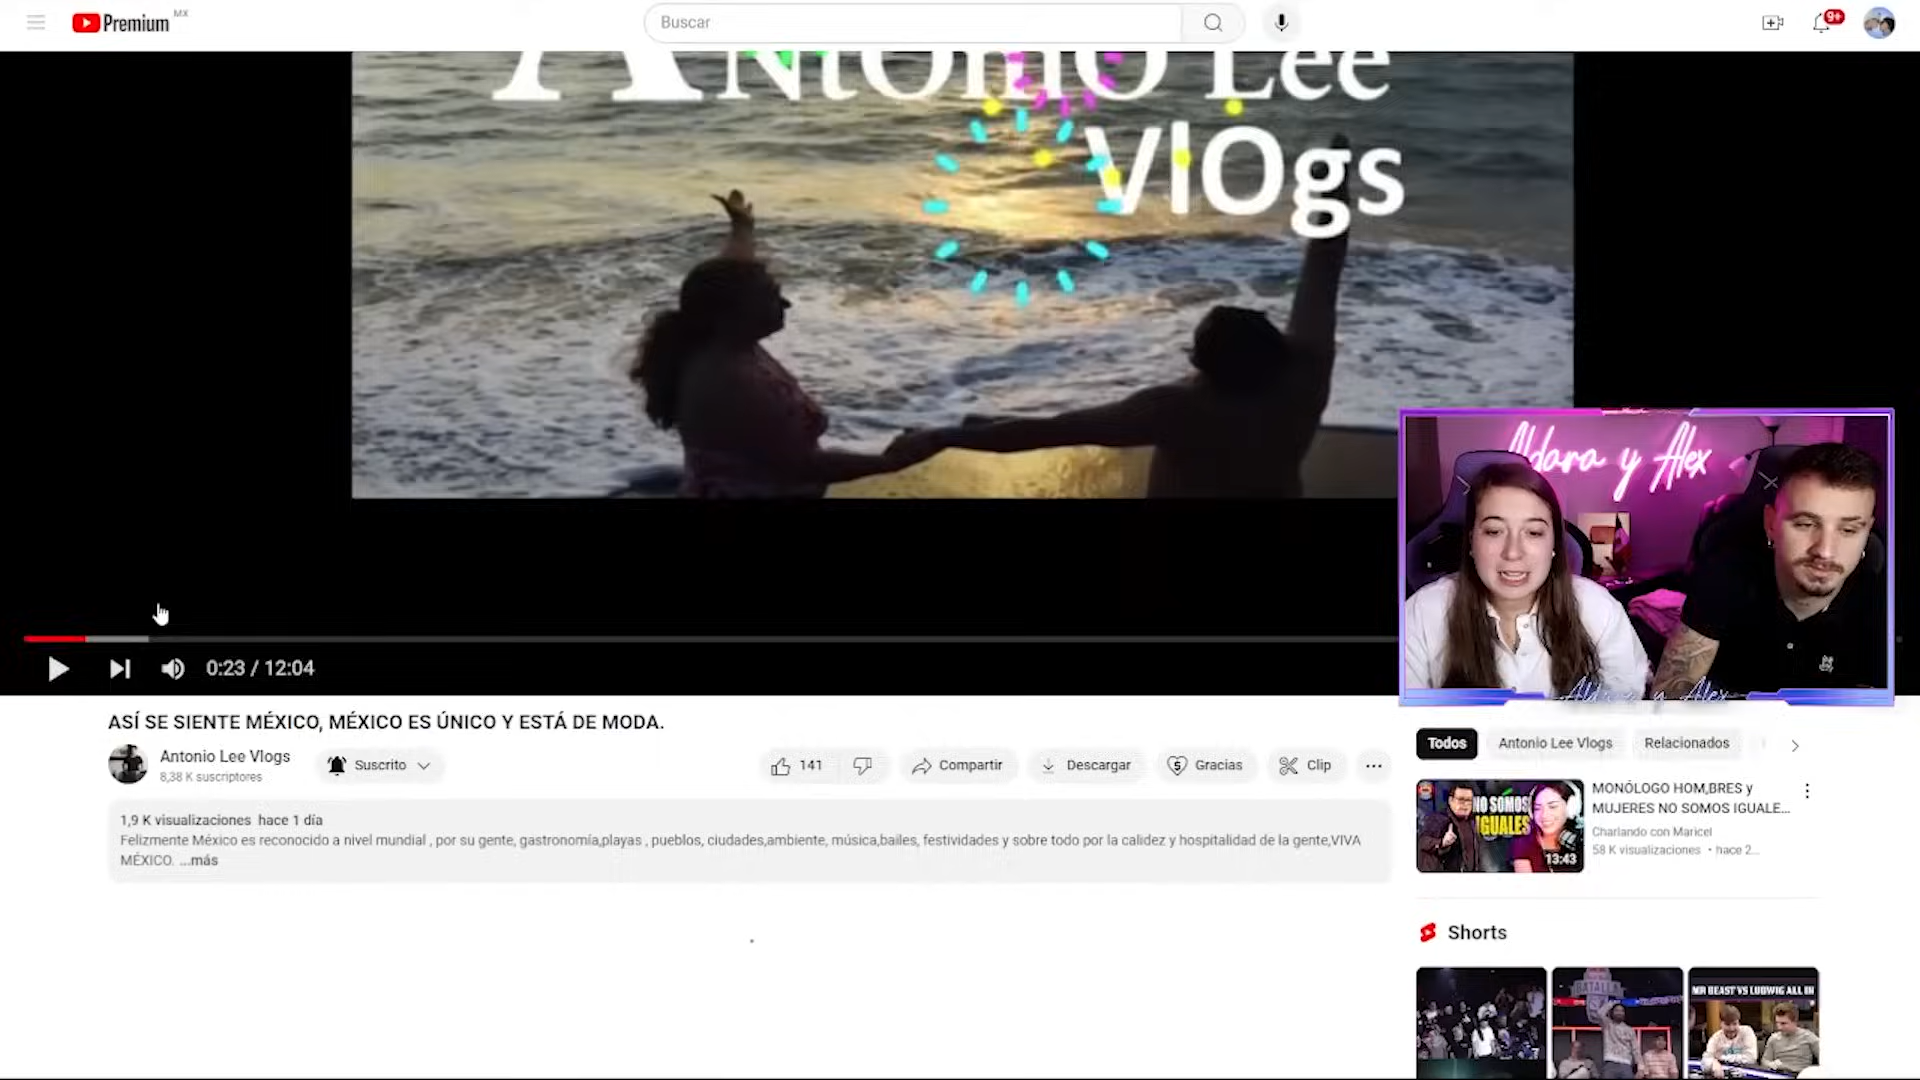 Premium MX
Buscar
9+
Antonio Lee
Vlogs
Aldara y Alex
Aldara y Alex
0:23 / 12:04
ASÍ SE SIENTE MÉXICO, MÉXICO ES ÚNICO Y ESTÁ DE MODA.
Antonio Lee Vlogs
8,38 K suscriptores
Suscrito
141
Compartir
Descargar
Gracias
Clip
1,9 K visualizaciones hace 1 día
Felizmente México es reconocido a nivel mundial , por su gente, gastronomía,playas , pueblos, ciudades,ambiente, música,bailes, festividades y sobre todo por la calidez y hospitalidad de la gente,VIVA
MÉXICO. ...más
Todos
Antonio Lee Vlogs
Relacionados
NO SOMOS
IGUALES
13:43
MONÓLOGO HOM,BRES y
MUJERES NO SOMOS IGUALE...
Charlando con Maricel
58 K visualizaciones • hace 2...
Shorts
BATALLA
MR BEAST VS LUDWIG ALL IN